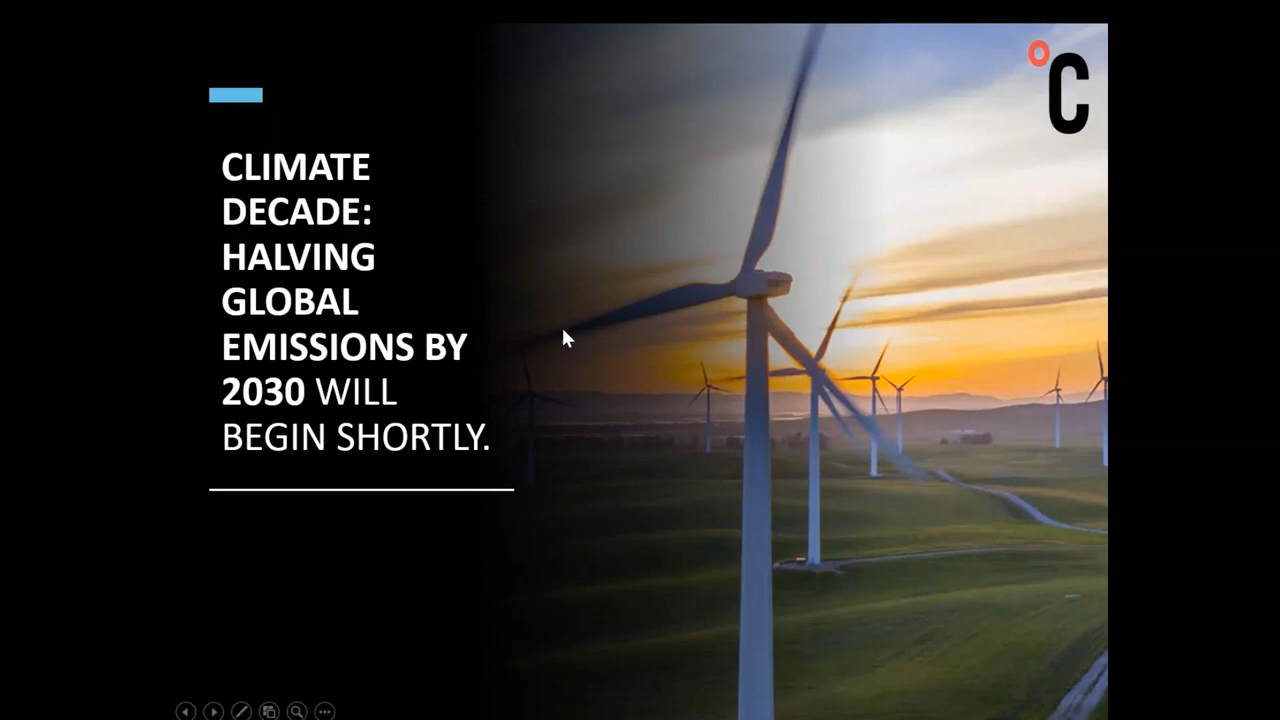 CLIMATE
DECADE:
HALVING
GLOBAL
EMISSIONS BY
2030 WILL
BEGIN SHORTLY.
°C